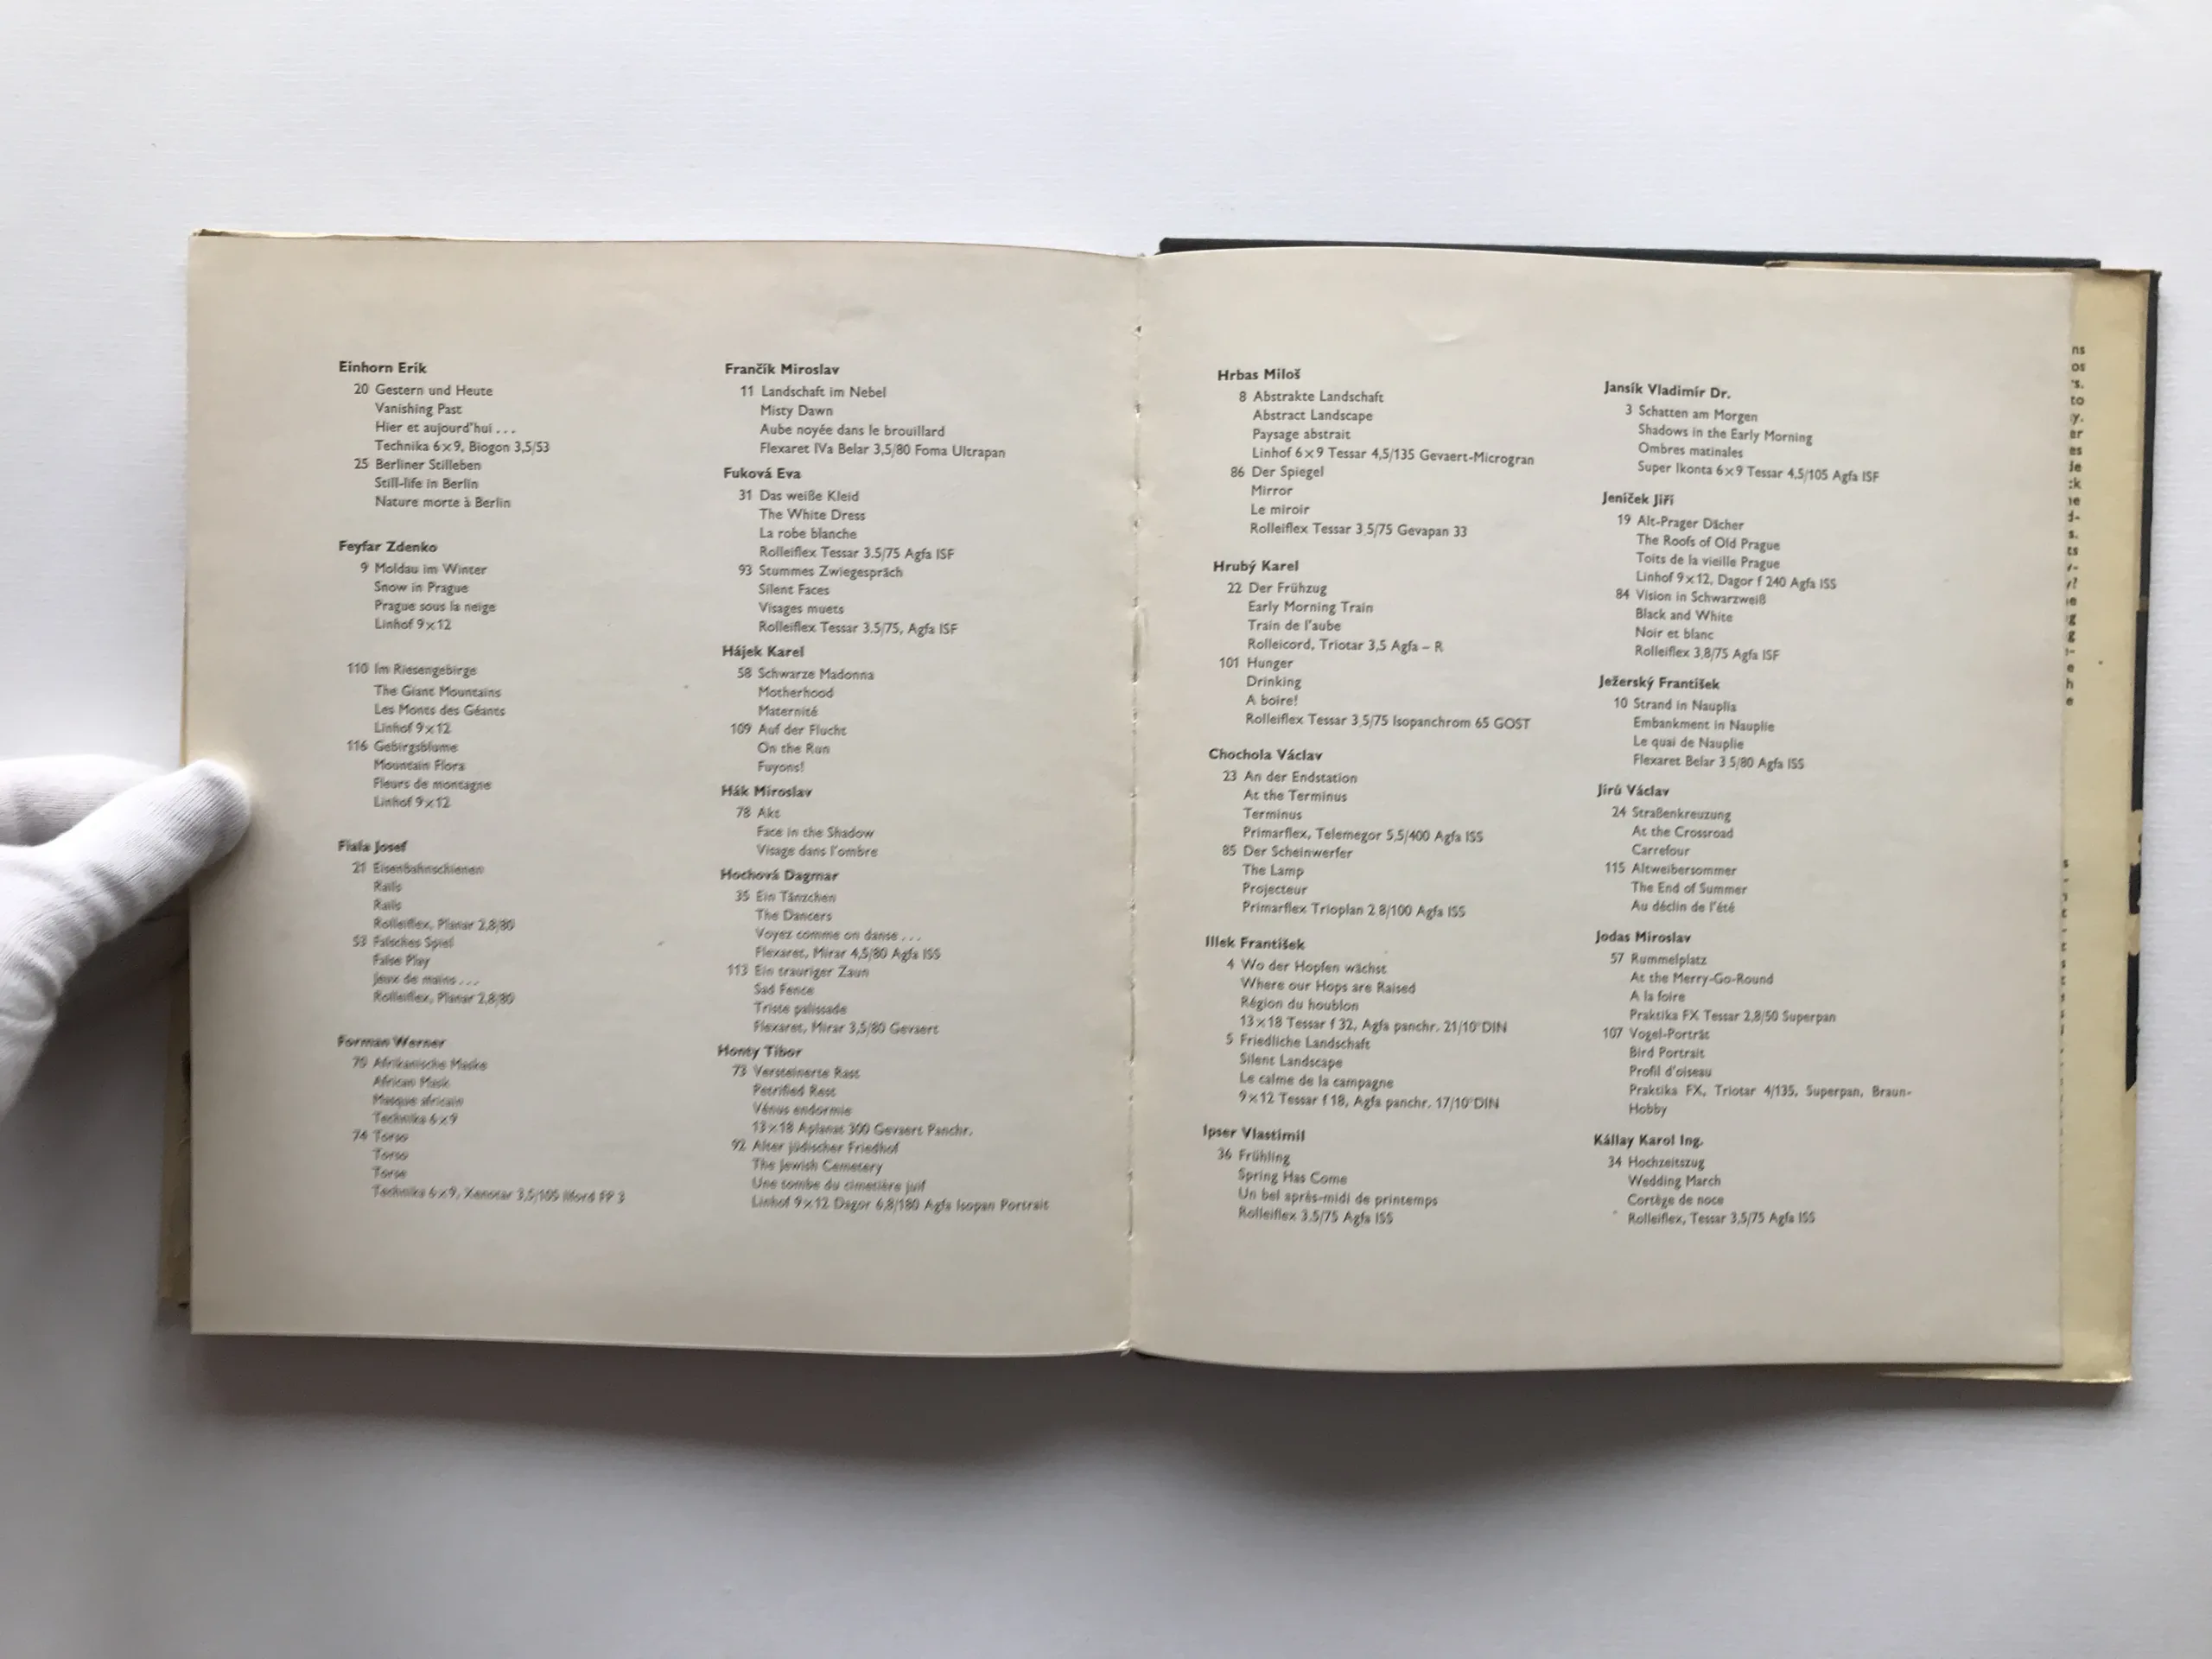 Einhorn Erik
20 Gestern und Heute
Vanishing Past
Hier et aujourd'hui . . .
Technika 6×9, Biogon 3,5/53
25 Berliner Stilleben
Still-life in Berlin
Nature morte à Berlin
Feyfar Zdenko
9 Moldau im Winter
Snow in Prague
Prague sous la neige
Linhof 9×12
110 Im Riesengebirge
The Giant Mountains
Les Monts des Géants
Linhof 9×12
116 Gebirgsblume
Mountain Flora
Fleurs de montagne
Linhof 9×12
Fiala Josef
21 Eisenbahnschienen
Rails
Rails
Rolleiflex, Planar 2,8/80
53 Falsches Spiel
False Play
Jeux de mains . . .
Rolleiflex, Planar 2,8/80
Forman Werner
70 Afrikanische Maske
African Mask
Masque africain
Technika 6×9
74 Torso
Torso
Torse
Technika 6×9, Xenotar 3,5/105 Ilford FP 3
Frančík Miroslav
11 Landschaft im Nebel
Misty Dawn
Aube noyée dans le brouillard
Flexaret IVa Belar 3,5/80 Foma Ultrapan
Fuková Eva
31 Das weiße Kleid
The White Dress
La robe blanche
Rolleiflex Tessar 3.5/75 Agfa ISF
93 Stummes Zwiegespräch
Silent Faces
Visages muets
Rolleiflex Tessar 3.5/75, Agfa ISF
Hájek Karel
58 Schwarze Madonna
Motherhood
Maternité
109 Auf der Flucht
On the Run
Fuyons!
Hák Miroslav
78 Akt
Face in the Shadow
Visage dans l'ombre
Hochová Dagmar
35 Ein Tänzchen
The Dancers
Voyez comme on danse . . .
Flexaret, Mirar 4,5/80 Agfa ISS
113 Ein trauriger Zaun
Sad Fence
Triste palissade
Flexaret, Mirar 3,5/80 Gevaert
Honty Tibor
73 Versteinerte Rast
Petrified Rest
Vénus endormie
13×18 Aplanat 300 Gevaert Panchr.
92 Alter jüdischer Friedhof
The Jewish Cemetery
Une tombe du cimetière juif
Linhof 9×12 Dagor 6,8/180 Agfa Isopan Portrait
Hrbas Miloš
8 Abstrakte Landschaft
Abstract Landscape
Paysage abstrait
Linhof 6×9 Tessar 4,5/135 Gevaert-Microgran
86 Der Spiegel
Mirror
Le miroir
Rolleiflex Tessar 3,5/75 Gevapan 33
Hrubý Karel
22 Der Frühzug
Early Morning Train
Train de l'aube
Rolleicord, Triotar 3,5 Agfa – R
101 Hunger
Drinking
A boire!
Rolleiflex Tessar 3,5/75 Isopanchrom 65 GOST
Chochola Václav
23 An der Endstation
At the Terminus
Terminus
Primarflex, Telemegor 5,5/400 Agfa ISS
85 Der Scheinwerfer
The Lamp
Projecteur
Primarflex Trioplan 2.8/100 Agfa ISS
Illek František
4 Wo der Hopfen wächst
Where our Hops are Raised
Région du houblon
13×18 Tessar f 32, Agfa panchr. 21/10°DIN
5 Friedliche Landschaft
Silent Landscape
Le calme de la campagne
9×12 Tessar f 18, Agfa panchr. 17/10°DIN
Ipser Vlastimil
36 Frühling
Spring Has Come
Un bel après-midi de printemps
Rolleiflex 3.5/75 Agfa ISS
Jansík Vladimír Dr.
3 Schatten am Morgen
Shadows in the Early Morning
Ombres matinales
Super Ikonta 6×9 Tessar 4,5/105 Agfa ISF
Jeníček Jiří
19 Alt-Prager Dächer
The Roofs of Old Prague
Toits de la vieille Prague
Linhof 9×12, Dagor f 240 Agfa ISS
84 Vision in Schwarzweiß
Black and White
Noir et blanc
Rolleiflex 3,8/75 Agfa ISF
Ježerský František
10 Strand in Nauplia
Embankment in Nauplie
Le quai de Nauplie
Flexaret Belar 3.5/80 Agfa ISS
Jírů Václav
24 Straßenkreuzung
At the Crossroad
Carrefour
115 Altweibersommer
The End of Summer
Au déclin de l'été
Jodas Miroslav
57 Rummelplatz
At the Merry-Go-Round
A la foire
Praktika FX Tessar 2,8/50 Superpan
107 Vogel-Porträt
Bird Portrait
Profil d'oiseau
Praktika FX, Triotar 4/135, Superpan, Braun-
Hobby
Kállay Karol Ing.
34 Hochzeitszug
Wedding March
Cortège de noce
Rolleiflex, Tessar 3,5/75 Agfa ISS